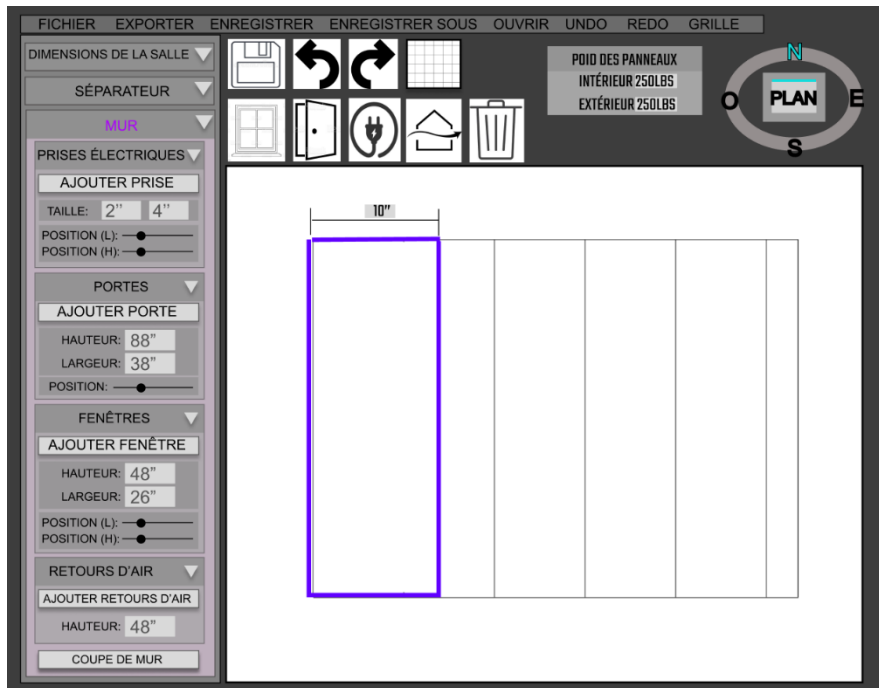 FICHIER EXPORTER ENREGISTRER ENREGISTRER SOUS OUVRIR UNDO REDO GRILLE
DIMENSIONS DE LA SALLE
SÉPARATEUR
MUR
PRISES ÉLECTRIQUES
AJOUTER PRISE
TAILLE: 2’’ 4’’
POSITION (L):
POSITION (H):
PORTES
AJOUTER PORTE
HAUTEUR: 88”
LARGEUR: 38”
POSITION:
FENÊTRES
AJOUTER FENÊTRE
HAUTEUR: 48”
LARGEUR: 26”
POSITION (L):
POSITION (H):
RETOURS D’AIR
AJOUTER RETOURS D’AIR
HAUTEUR: 48”
COUPE DE MUR
POID DES PANNEAUX
INTÉRIEUR 250LBS
EXTÉRIEUR 250LBS
N
O PLAN E
S
10’’